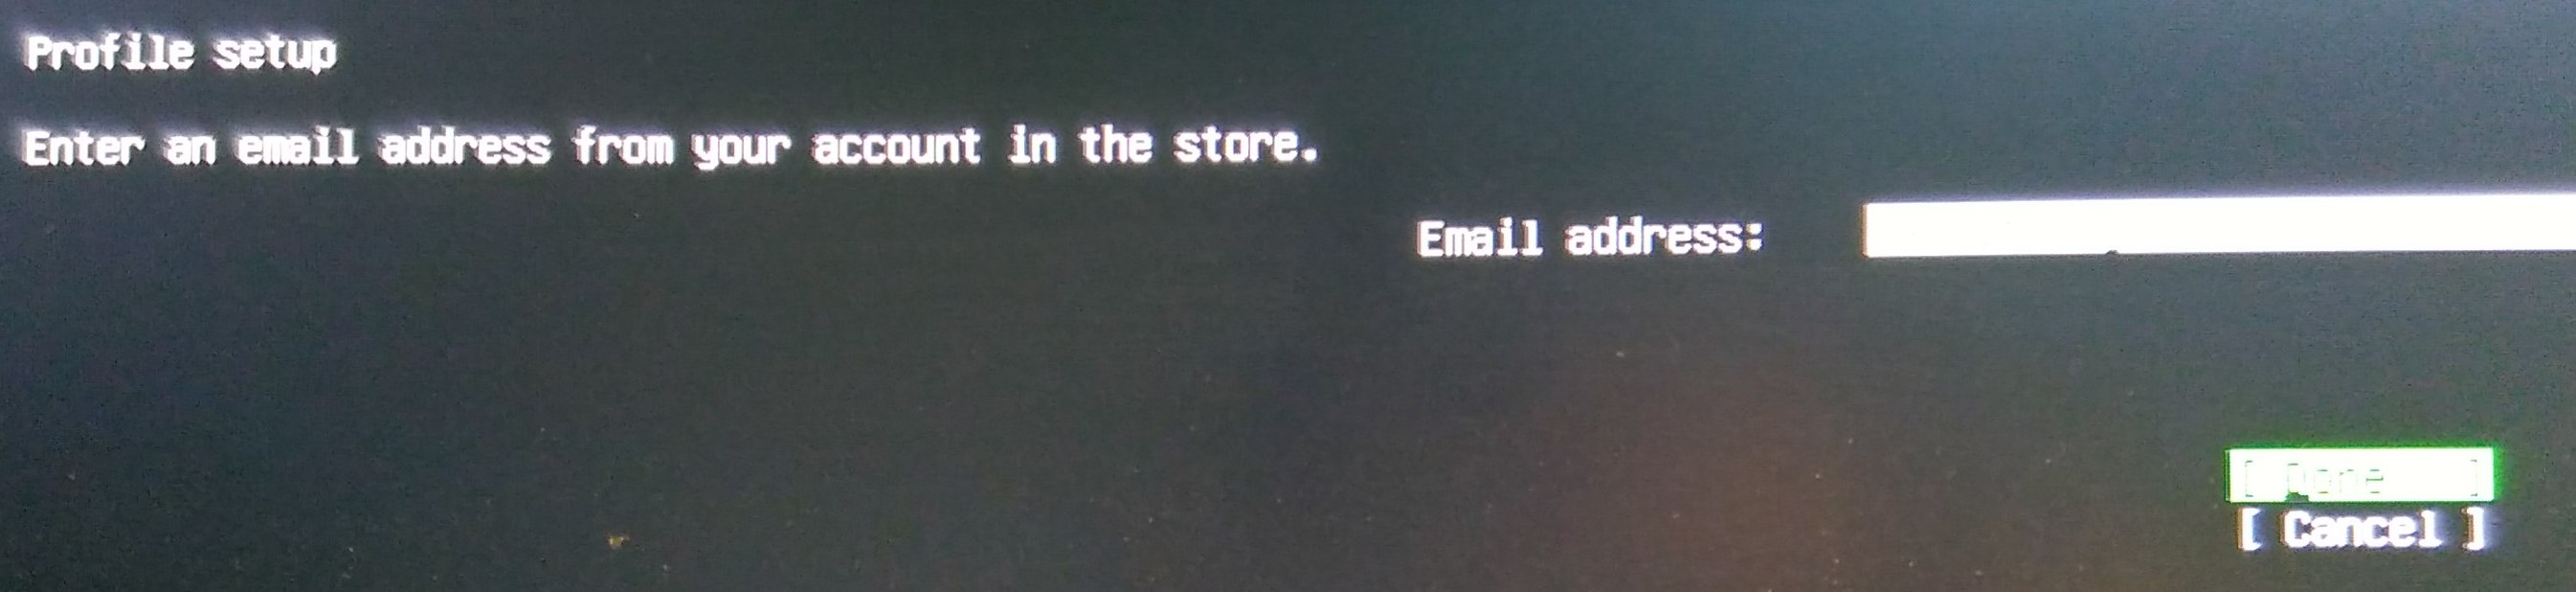 Profile setup
Enter an email address from your account in the store.
Email address:
[ Done ]
[ Cancel ]